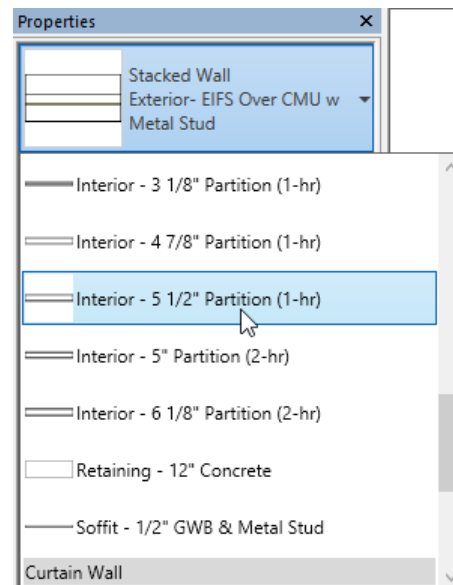 Properties
Stacked Wall
Exterior- EIFS Over CMU w
Metal Stud
Interior - 3 1/8" Partition (1-hr)
Interior - 4 7/8" Partition (1-hr)
Interior - 5 1/2" Partition (1-hr)
Interior - 5" Partition (2-hr)
Interior - 6 1/8" Partition (2-hr)
Retaining - 12" Concrete
Soffit - 1/2" GWB & Metal Stud
Curtain Wall